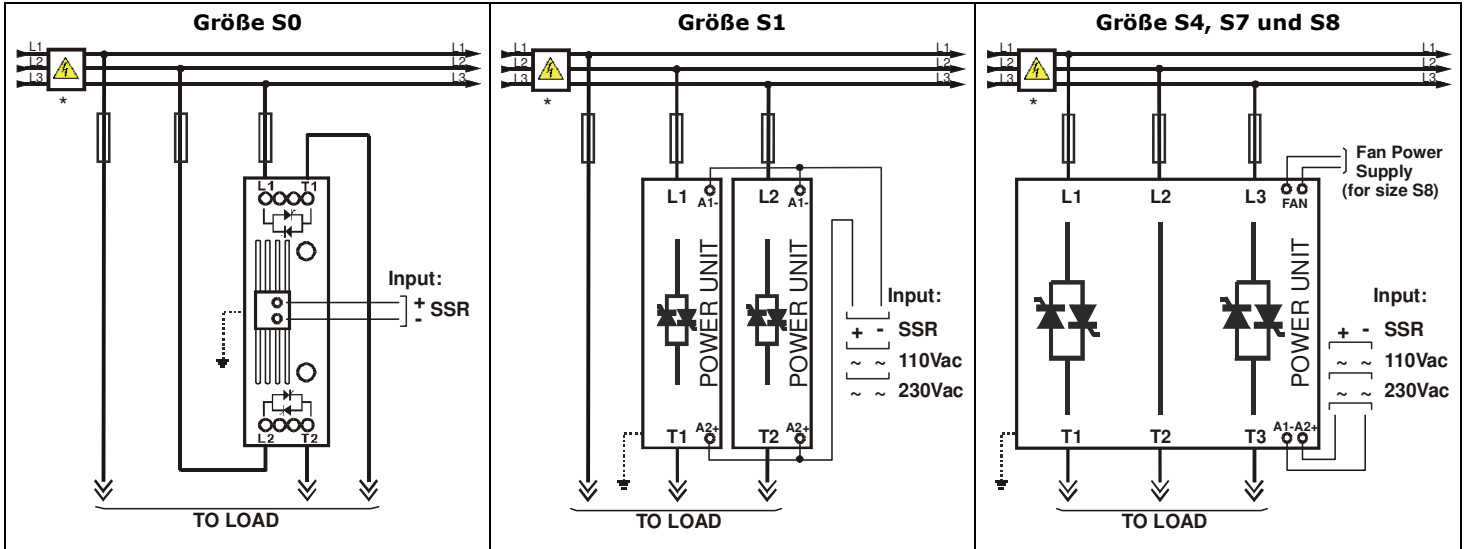 Größe S0
L1
L2
L3
L1
L2
L3
*
L1 T1
Input:
+
-
SSR
L2 T2
TO LOAD
Größe S1
L1
L2
L3
L1
L2
L3
*
L1 A1-
L2 A1-
POWER UNIT
POWER UNIT
Input:
+ - SSR
~ ~ 110Vac
~ ~ 230Vac
T1 A2+
T2 A2+
TO LOAD
Größe S4, S7 und S8
L1
L2
L3
L1
L2
L3
*
Fan Power
Supply
(for size S8)
L1 L2 L3 FAN
POWER UNIT
Input:
+ - SSR
~ ~ 110Vac
~ ~ 230Vac
T1 T2 T3 A1- A2+
TO LOAD